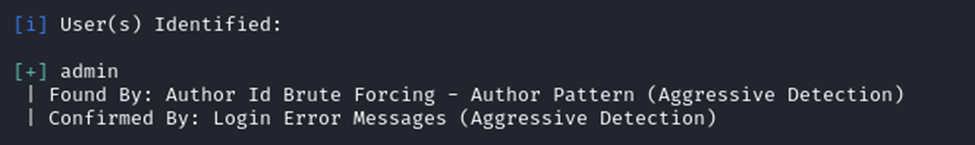 [i] User(s) Identified:
[+] admin
| Found By: Author Id Brute Forcing - Author Pattern (Aggressive Detection)
| Confirmed By: Login Error Messages (Aggressive Detection)